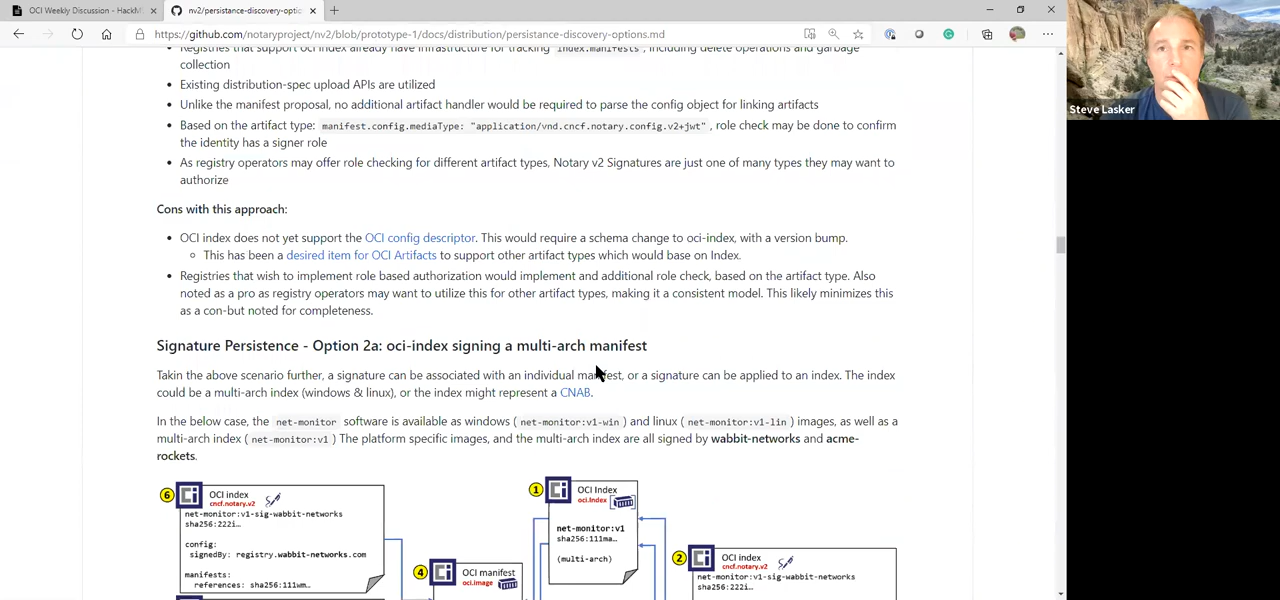 OCI Weekly Discussion - HackM
nv2/persistance-discovery-optio
https://github.com/notaryproject/nv2/blob/prototype-1/docs/distribution/persistance-discovery-options.md
Steve Lasker
Registries that support oci index already have infrastructure for tracking index.manifests, including delete operations and garbage
collection
Existing distribution-spec upload APIs are utilized
Unlike the manifest proposal, no additional artifact handler would be required to parse the config object for linking artifacts
Based on the artifact type: manifest.config.mediaType: "application/vnd.cncf.notary.config.v2+jwt", role check may be done to confirm
the identity has a signer role
As registry operators may offer role checking for different artifact types, Notary v2 Signatures are just one of many types they may want to
authorize
Cons with this approach:
OCI index does not yet support the OCI config descriptor. This would require a schema change to oci-index, with a version bump.
This has been a desired item for OCI Artifacts to support other artifact types which would base on Index.
Registries that wish to implement role based authorization would implement and additional role check, based on the artifact type. Also
noted as a pro as registry operators may want to utilize this for other artifact types, making it a consistent model. This likely minimizes this
as a con-but noted for completeness.
Signature Persistence - Option 2a: oci-index signing a multi-arch manifest
Takin the above scenario further, a signature can be associated with an individual manifest, or a signature can be applied to an index. The index
could be a multi-arch index (windows & linux), or the index might represent a CNAB.
In the below case, the net-monitor software is available as windows ( net-monitor:v1-win ) and linux ( net-monitor:v1-lin ) images, as well as a
multi-arch index ( net-monitor:v1 ) The platform specific images, and the multi-arch index are all signed by wabbit-networks and acme-
rockets.
6
OCI index
cncf.notary.v2
net-monitor:v1-sig-wabbit-networks
sha256:222i...
config:
signedBy: registry.wabbit-networks.com
manifests:
references: sha256:111wm...
4
OCI manifest
oci.image
1
OCI Index
oci.Index
net-monitor:v1
sha256:111ma...
(multi-arch)
2
OCI index
cncf.notary.v2
net-monitor:v1-sig-wabbit-networks
sha256:222i...